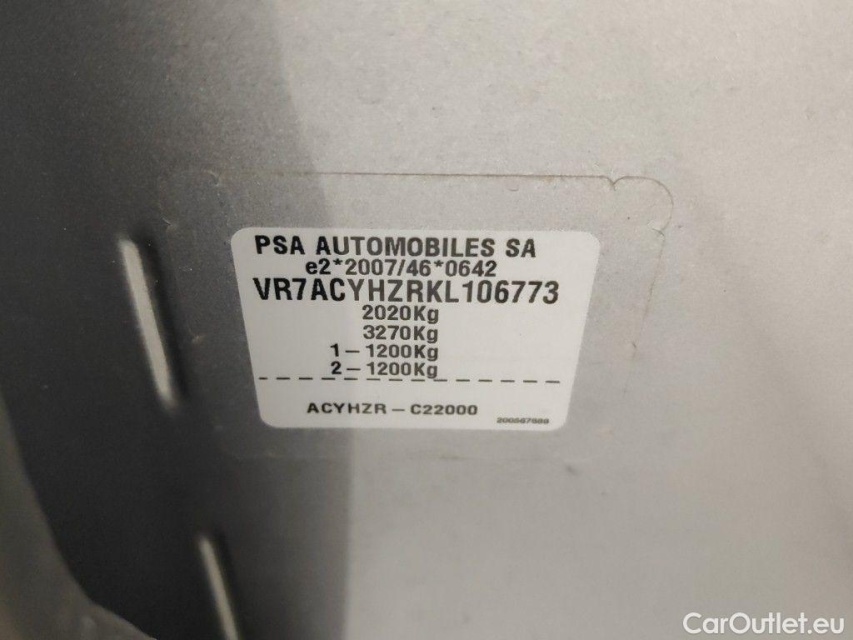 PSA AUTOMOBILES SA
e2*2007/46*0642
VR7ACYHZRKL106773
2020Kg
3270Kg
1 - 1200Kg
2 - 1200Kg
ACYHZR - C22000
CarOutlet.eu